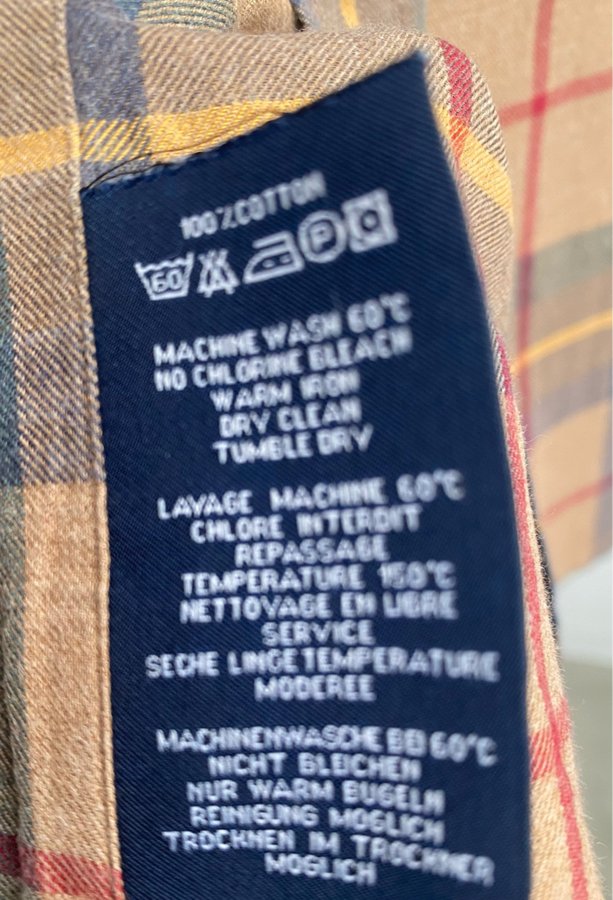 100% COTTON
60 P
MACHINE WASH 60°C
NO CHLORINE BLEACH
WARM IRON
DRY CLEAN
TUMBLE DRY
LAVAGE MACHINE 60°C
CHLORE INTERDIT
REPASSAGE
TEMPERATURE 150°C
NETTOYAGE EN LIBRE
SERVICE
SECHE LINGE TEMPERATURE
MODEREE
MACHINENWASCHE BEI 60°C
NICHT BLEICHEN
NUR WARM BUGELN
REINIGUNG MOGLICH
TROCKNEN IM TROCKNER
MOGLICH